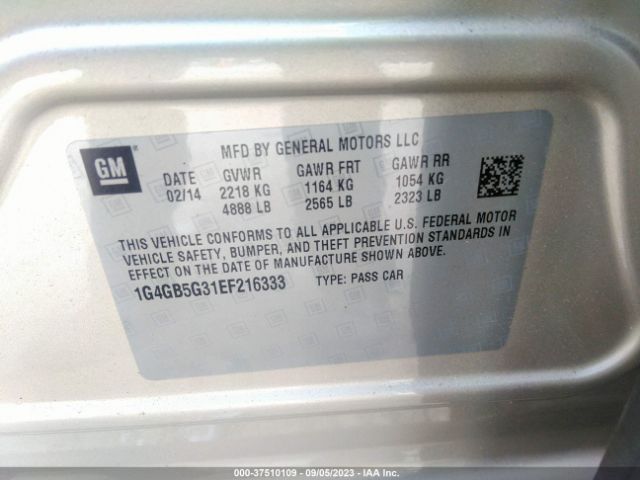 GM
MFD BY GENERAL MOTORS LLC
DATE GVWR GAWR FRT GAWR RR
02/14 2218 KG 1164 KG 1054 KG
4888 LB 2565 LB 2323 LB
THIS VEHICLE CONFORMS TO ALL APPLICABLE U.S. FEDERAL MOTOR
VEHICLE SAFETY, BUMPER, AND THEFT PREVENTION STANDARDS IN
EFFECT ON THE DATE OF MANUFACTURE SHOWN ABOVE.
1G4GB5G31EF216333 TYPE: PASS CAR
000-37510109 - 09/05/2023 - IAA Inc.